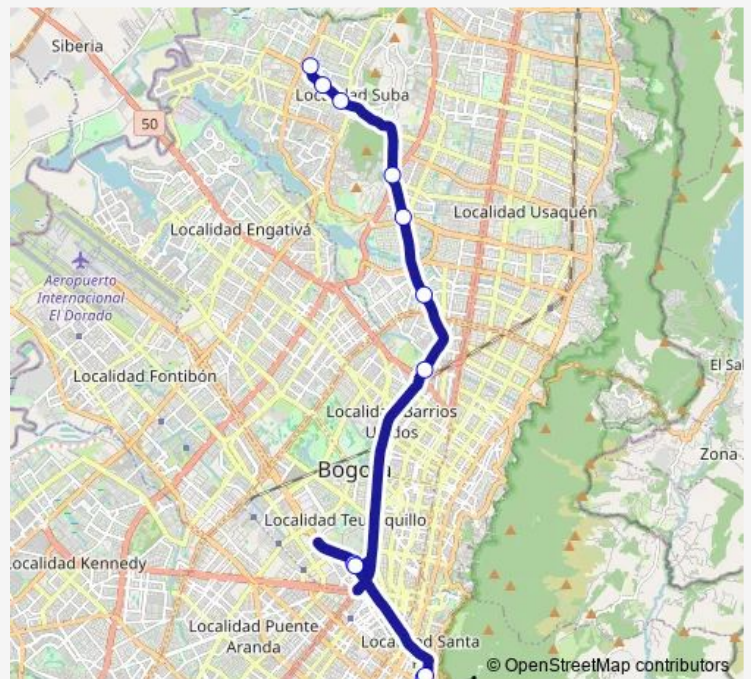 Siberia
50
Localidad Suba
Localidad Usaquén
Localidad Engativá
Aeropuerto
Internacional
El Dorado
El Sal
Localidad Fontibón
Localidad Barrios
Unidos
Zona
Bogotá
Localidad Teusaquillo
Localidad Kennedy
Localidad Puente
Aranda
Localidad Santa
© OpenStreetMap contributors